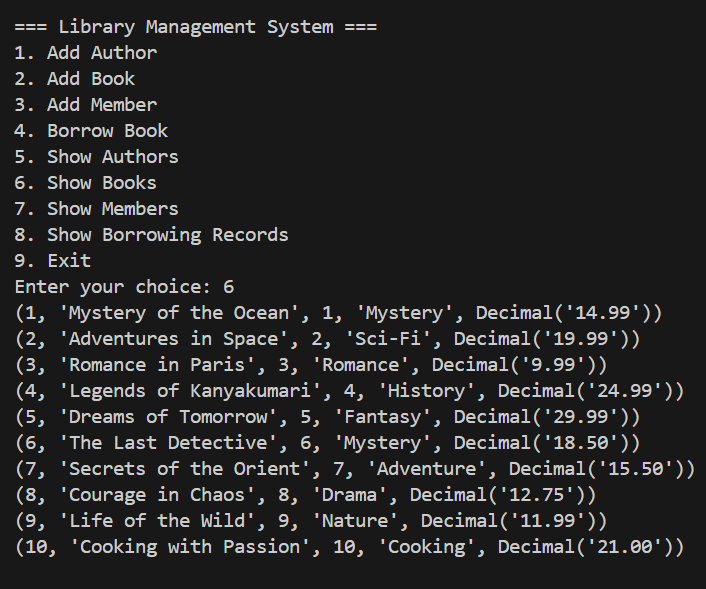 === Library Management System ===
1. Add Author
2. Add Book
3. Add Member
4. Borrow Book
5. Show Authors
6. Show Books
7. Show Members
8. Show Borrowing Records
9. Exit
Enter your choice: 6
(1, 'Mystery of the Ocean', 1, 'Mystery', Decimal('14.99'))
(2, 'Adventures in Space', 2, 'Sci-Fi', Decimal('19.99'))
(3, 'Romance in Paris', 3, 'Romance', Decimal('9.99'))
(4, 'Legends of Kanyakumari', 4, 'History', Decimal('24.99'))
(5, 'Dreams of Tomorrow', 5, 'Fantasy', Decimal('29.99'))
(6, 'The Last Detective', 6, 'Mystery', Decimal('18.50'))
(7, 'Secrets of the Orient', 7, 'Adventure', Decimal('15.50'))
(8, 'Courage in Chaos', 8, 'Drama', Decimal('12.75'))
(9, 'Life of the Wild', 9, 'Nature', Decimal('11.99'))
(10, 'Cooking with Passion', 10, 'Cooking', Decimal('21.00'))